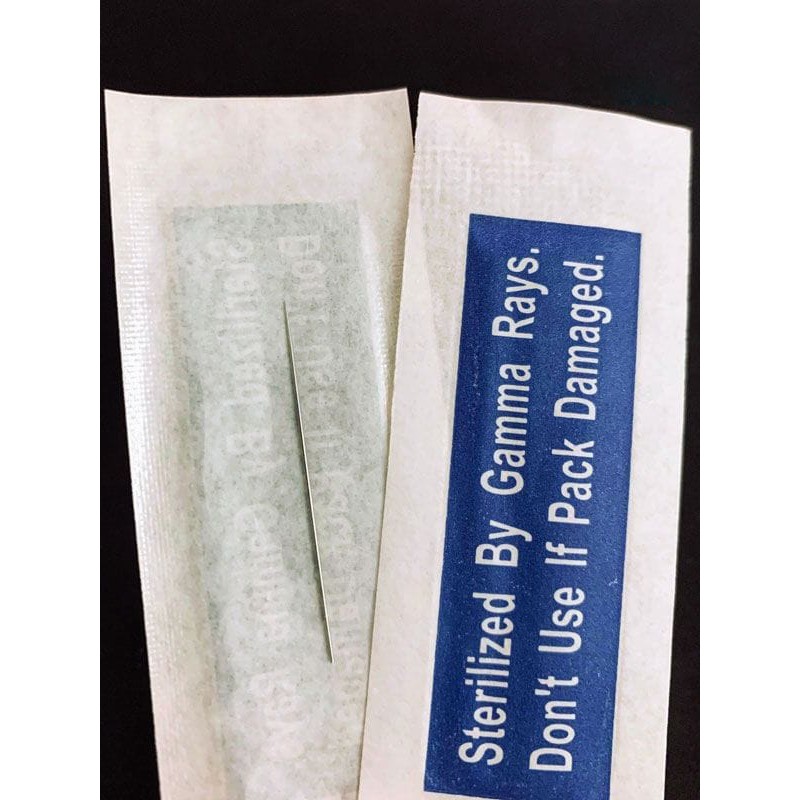 Sterilized By Gamma Rays.
Don't Use If Pack Damaged.